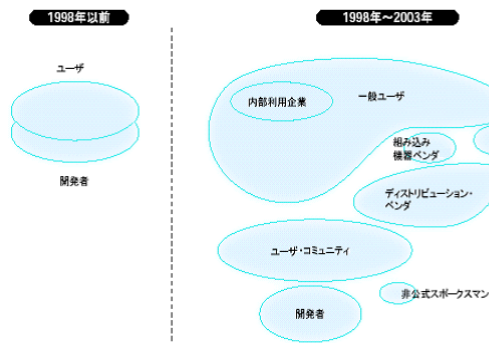 1998年以前
1998年～2003年
ユーザ
開発者
内部利用企業
一般ユーザ
組み込み
機器ベンダ
ディストリビューション・
ベンダ
ユーザ・コミュニティ
非公式スポークスマン
開発者